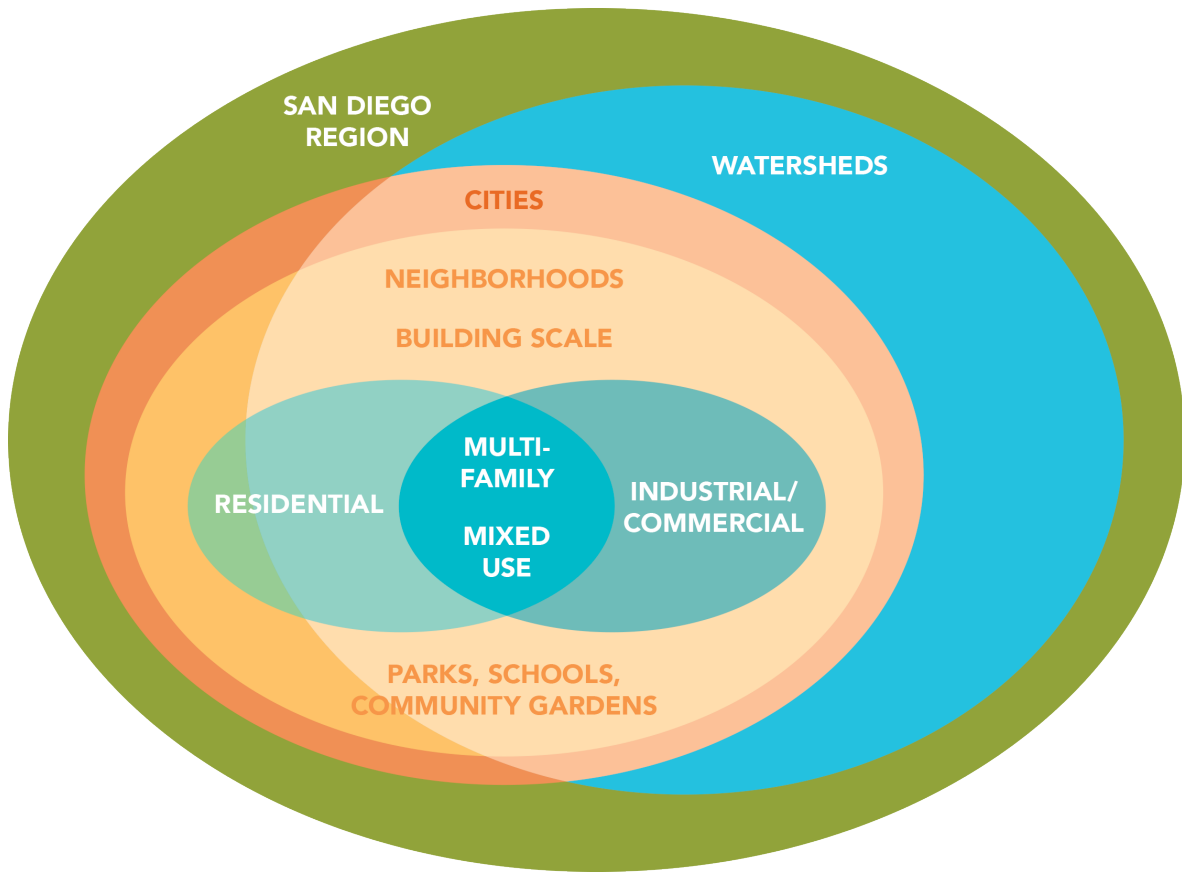 SAN DIEGO
REGION
WATERSHEDS
CITIES
NEIGHBORHOODS
BUILDING SCALE
RESIDENTIAL
MULTI-
FAMILY
MIXED
USE
INDUSTRIAL/
COMMERCIAL
PARKS, SCHOOLS,
COMMUNITY GARDENS